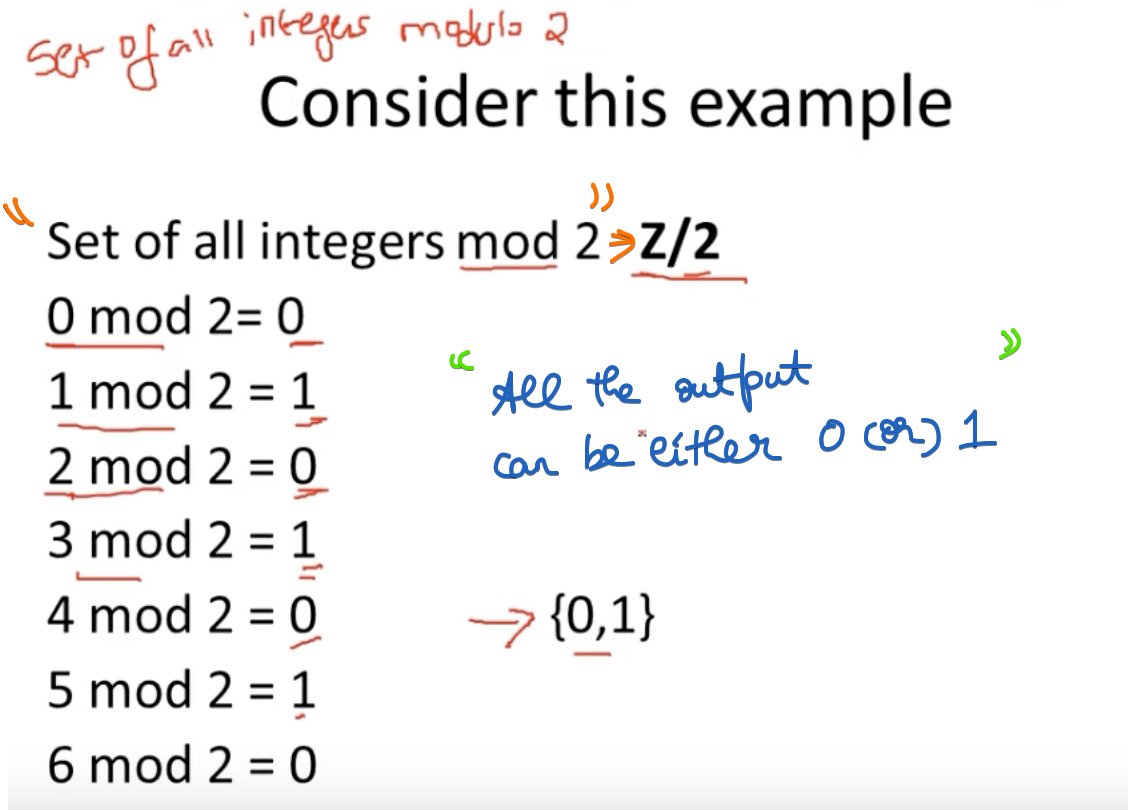 Set of all integers modulo 2
Consider this example
"Set of all integers mod 2" → Z/2
0 mod 2= 0
1 mod 2 = 1
2 mod 2 = 0
3 mod 2 = 1
4 mod 2 = 0
5 mod 2 = 1
6 mod 2 = 0
"All the output
can be either 0 (or) 1"
→ {0,1}